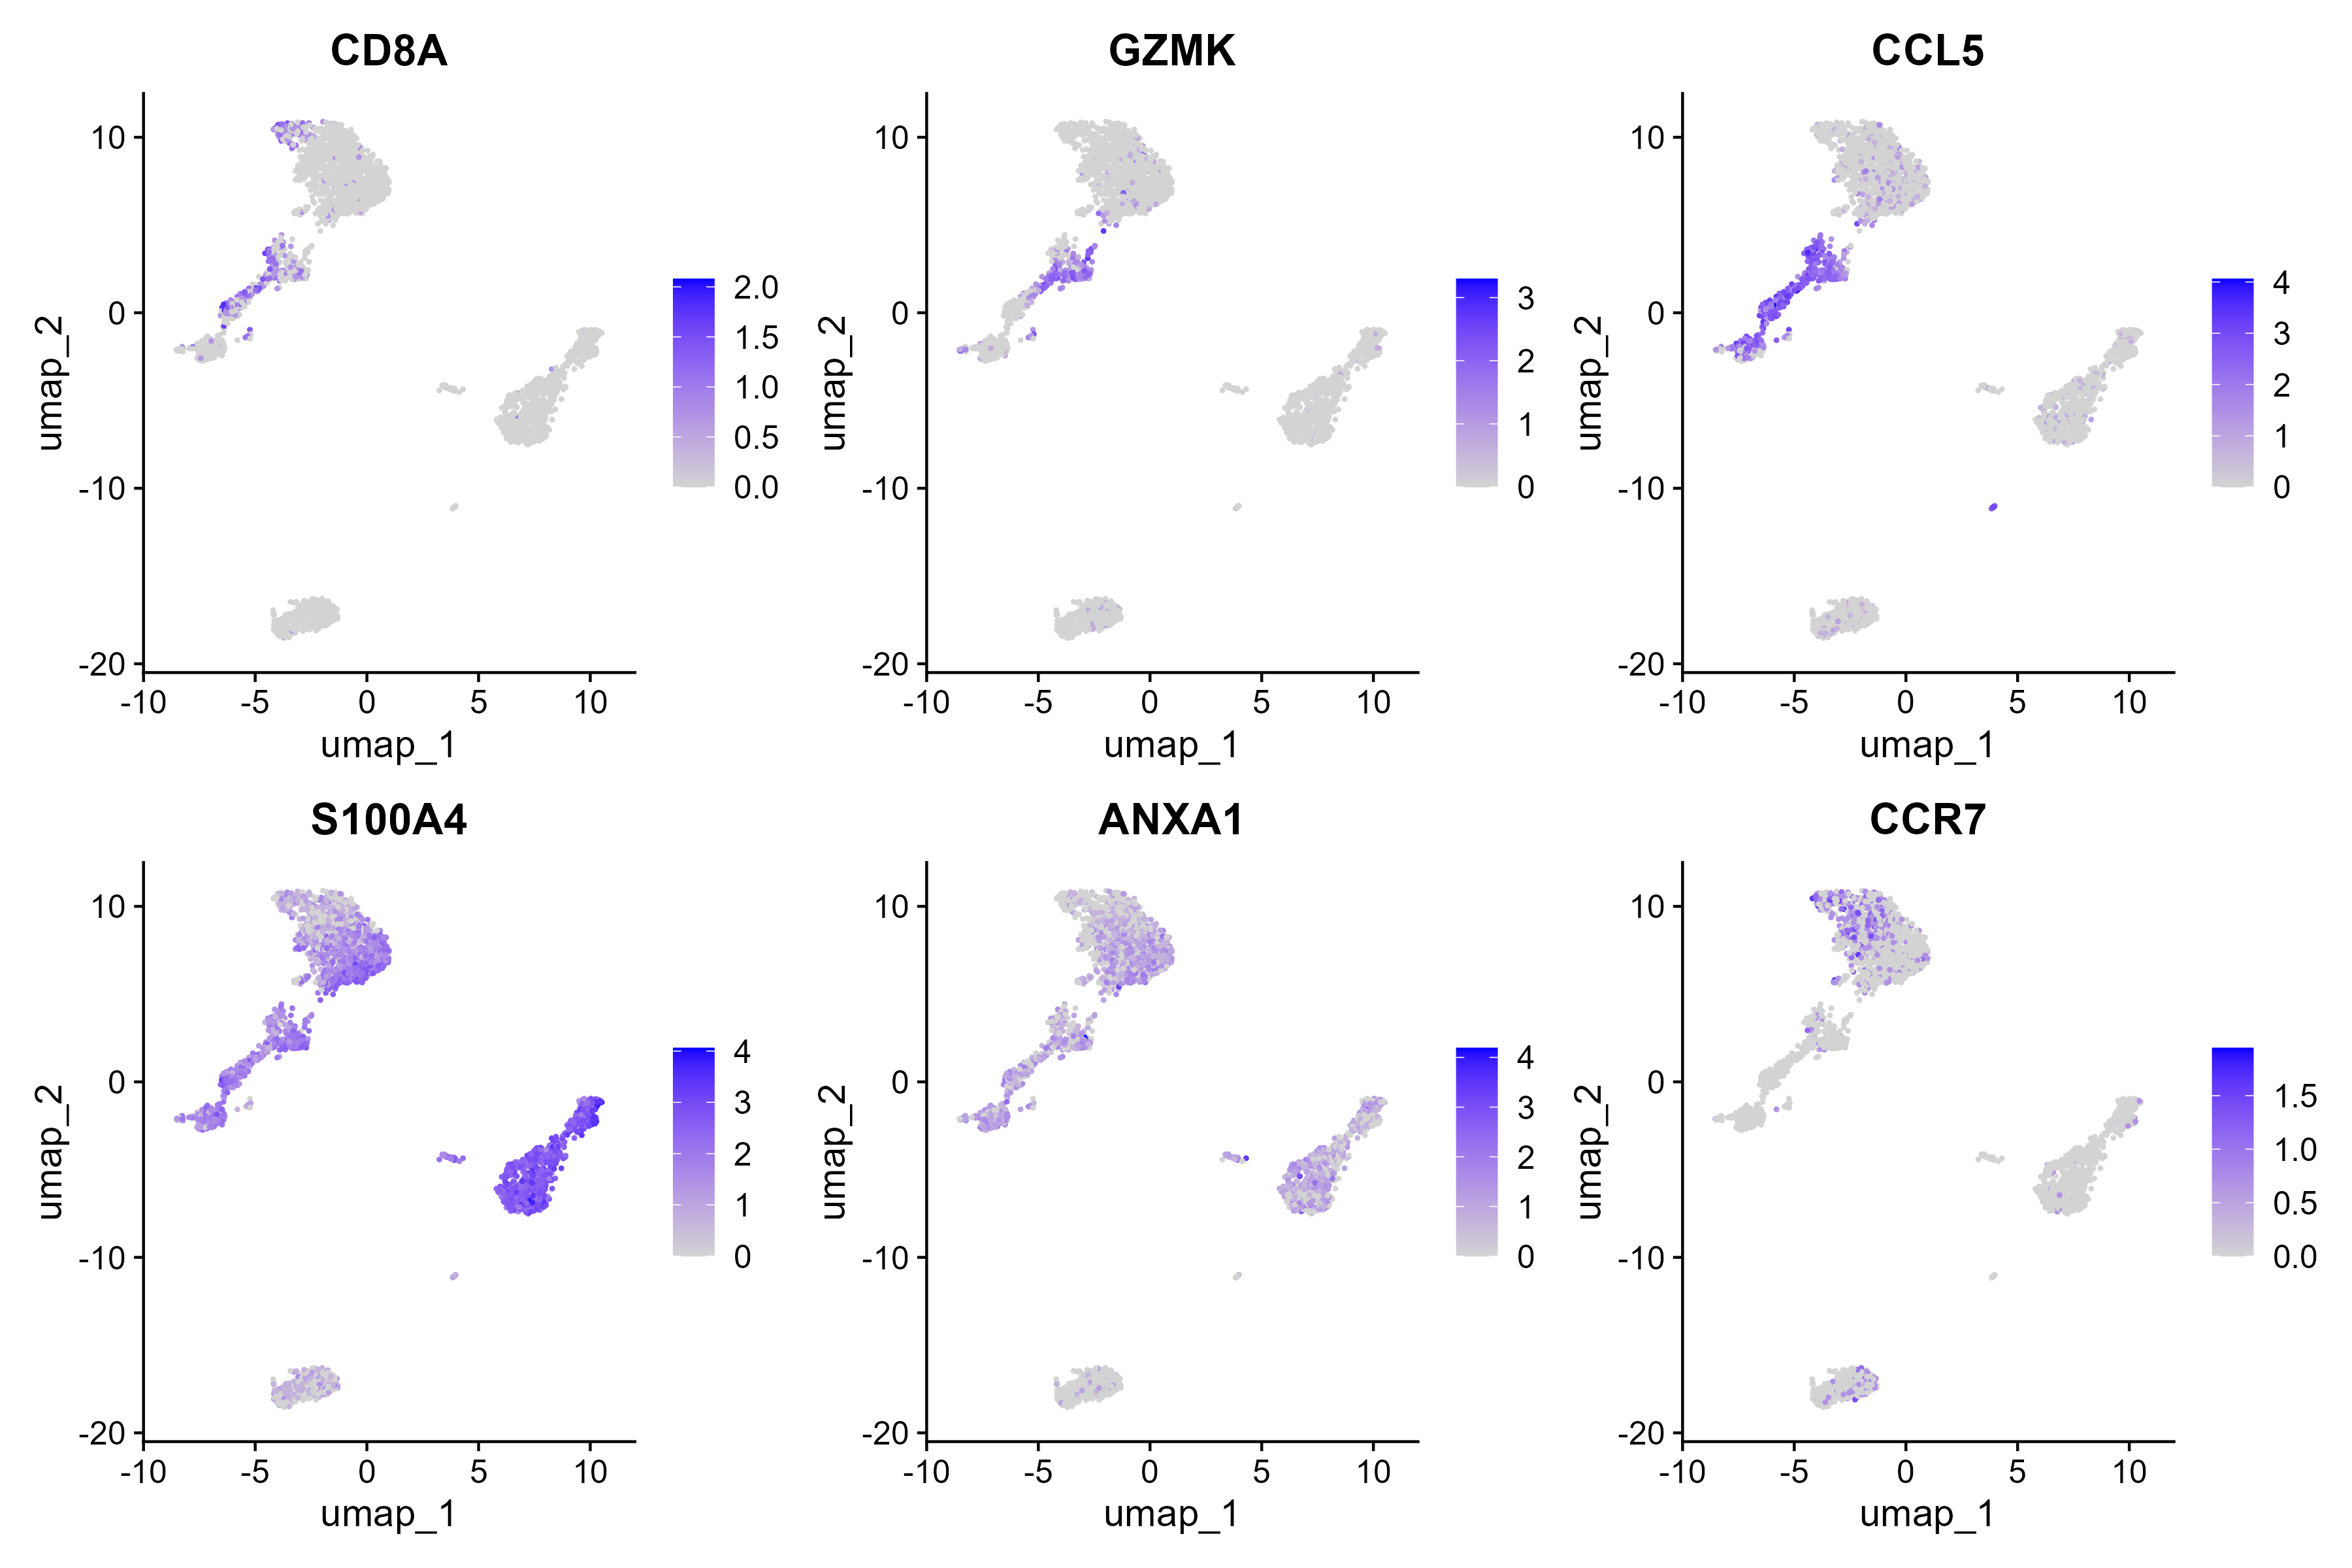 CD8A GZMK CCL5
10 10 10
0 0 0
-10 -10 -10
-20 -20 -20
2.0 3 4
1.5 2 3
1.0 1 2
0.5 0 1
0.0 0
-10 -5 0 5 10 -10 -5 0 5 10 -10 -5 0 5 10
umap_1 umap_1 umap_1
umap_2 umap_2 umap_2
S100A4 ANXA1 CCR7
10 10 10
0 0 0
-10 -10 -10
-20 -20 -20
4 4 1.5
3 3 1.0
2 2 0.5
1 1 0.0
0 0
-10 -5 0 5 10 -10 -5 0 5 10 -10 -5 0 5 10
umap_1 umap_1 umap_1
umap_2 umap_2 umap_2